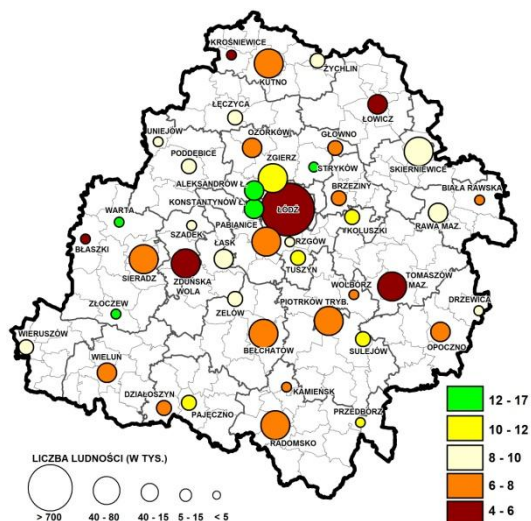 KROŚNIEWICE
KUTNO
ŻYCHLIN
ŁĘCZYCA
ŁOWICZ
UNIEJÓW
OZORKÓW
GŁOWNO
ZGIERZ
PODDĘBICE
STRYKÓW
SKIERNIEWICE
ALEKSANDRÓW Ł.
BRZEZINY
BIAŁA RAWSKA
KONSTANTYNÓW Ł.
ŁÓDŹ
WARTA
PABIANICE
KOLUSZKI
RAWA MAZ.
SZADEK
RZGÓW
BŁASZKI
ŁASK
TUSZYN
SIERADZ
ZDUŃSKA
WOLA
TOMASZÓW
MAZ.
WOLBÓRZ
ZŁOCZEW
ZELÓW
PIOTRKÓW TRYB.
DRZEWICA
WIERUSZÓW
BEŁCHATÓW
SULEJÓW
OPOCZNO
WIELUŃ
KAMIEŃSK
DZIAŁOSZYN
PAJĘCZNO
PRZEDBÓRZ
RADOMSKO
12 - 17
10 - 12
8 - 10
6 - 8
4 - 6
LICZBA LUDNOŚCI (W TYS.)
> 700 40 - 80 40 - 15 5 - 15 < 5